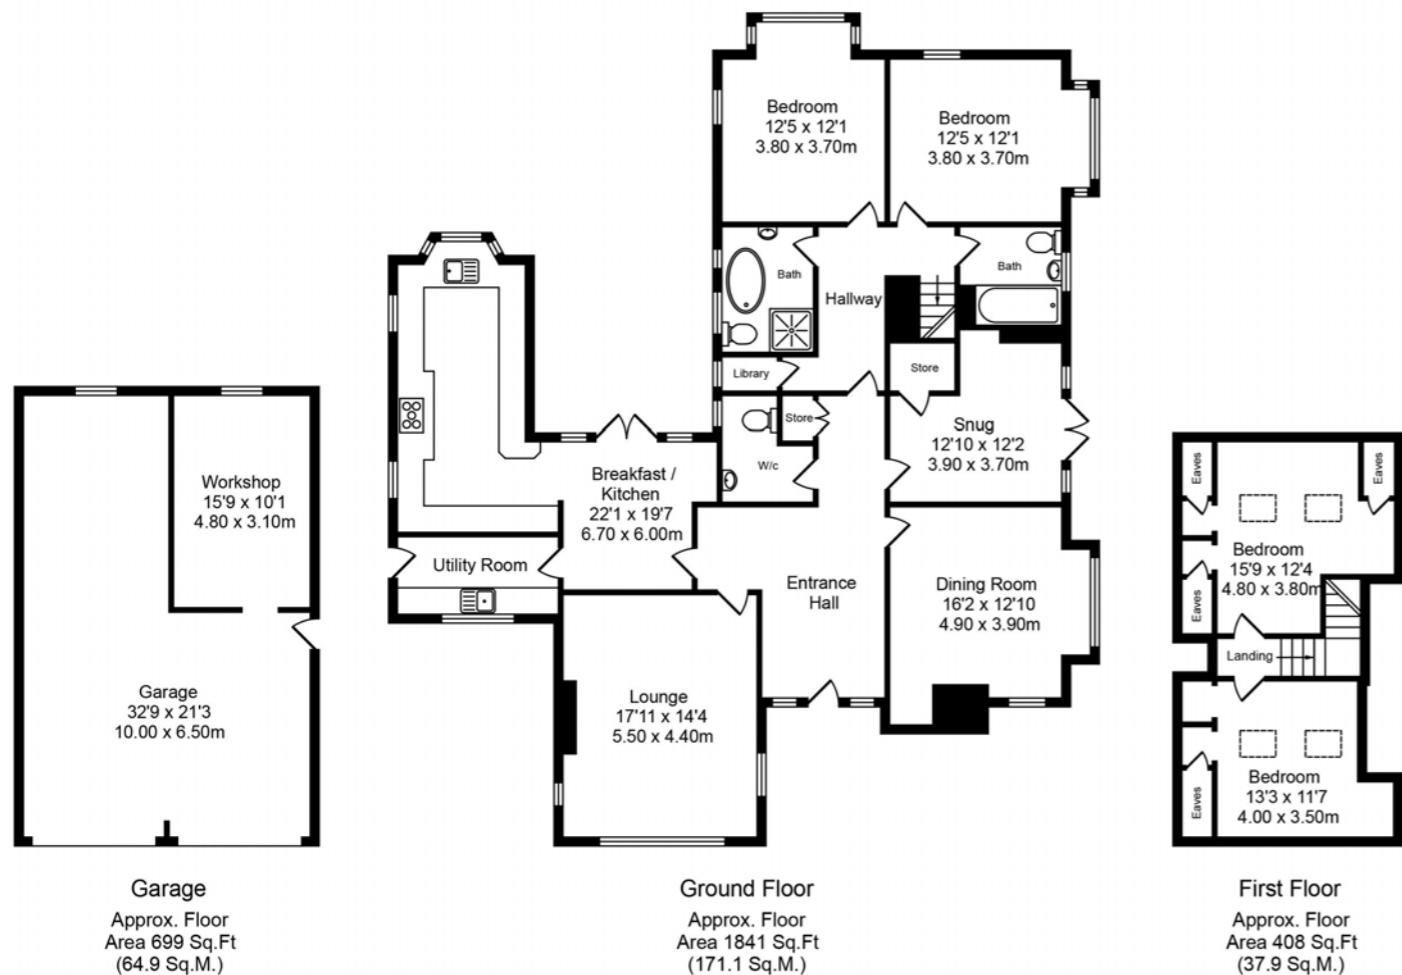 Bedroom
12'5 x 12'1
3.80 x 3.70m
Bedroom
12'5 x 12'1
3.80 x 3.70m
Bath
Bath
Hallway
Library
Store
Store
W/c
Snug
12'10 x 12'2
3.90 x 3.70m
Breakfast /
Kitchen
22'1 x 19'7
6.70 x 6.00m
Utility Room
Entrance
Hall
Dining Room
16'2 x 12'10
4.90 x 3.90m
Lounge
17'11 x 14'4
5.50 x 4.40m
Workshop
15'9 x 10'1
4.80 x 3.10m
Garage
32'9 x 21'3
10.00 x 6.50m
Eaves
Eaves
Bedroom
15'9 x 12'4
4.80 x 3.80m
Eaves
Landing
Bedroom
13'3 x 11'7
4.00 x 3.50m
Eaves
Garage
Approx. Floor
Area 699 Sq.Ft
(64.9 Sq.M.)
Ground Floor
Approx. Floor
Area 1841 Sq.Ft
(171.1 Sq.M.)
First Floor
Approx. Floor
Area 408 Sq.Ft
(37.9 Sq.M.)